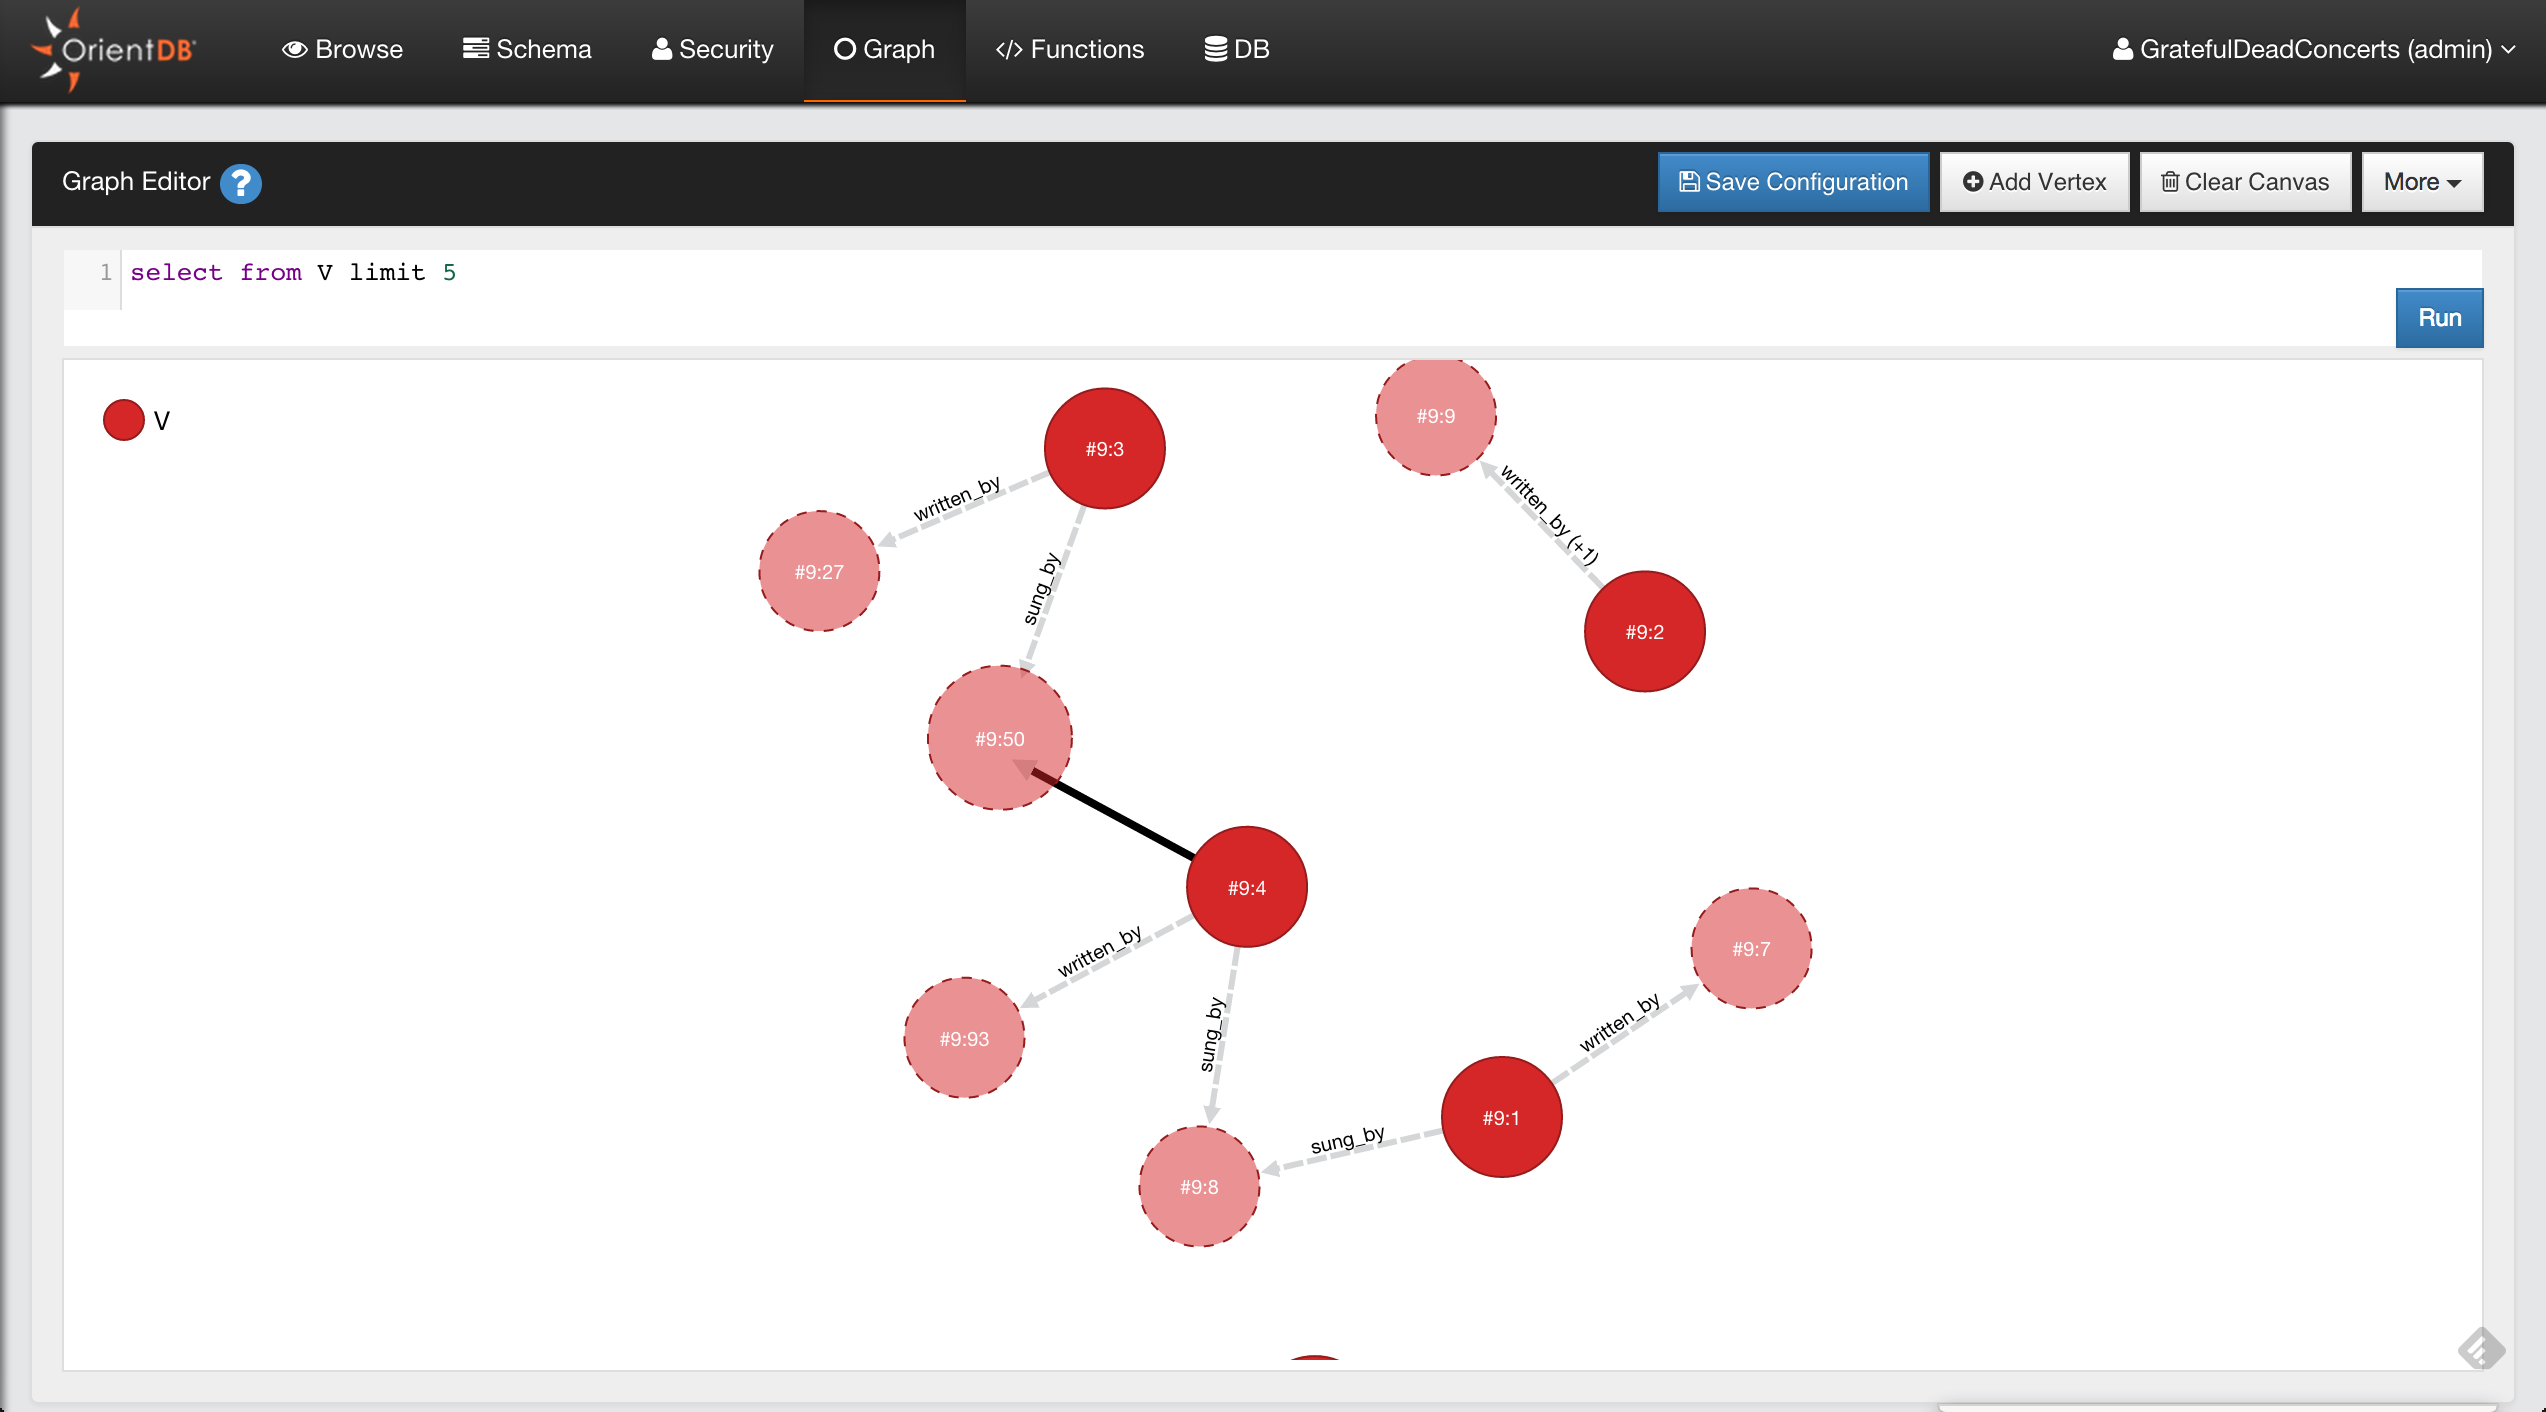 OrientDB
Browse
Schema
Security
Graph
</> Functions
DB
GratefulDeadConcerts (admin)
Graph Editor ?
Save Configuration
Add Vertex
Clear Canvas
More
1 select from V limit 5
Run
V
#9:3
#9:9
written_by
written_by (+1)
#9:27
sung_by
#9:2
#9:50
#9:4
written_by
#9:7
#9:93
sung_by
written_by
#9:1
sung_by
#9:8